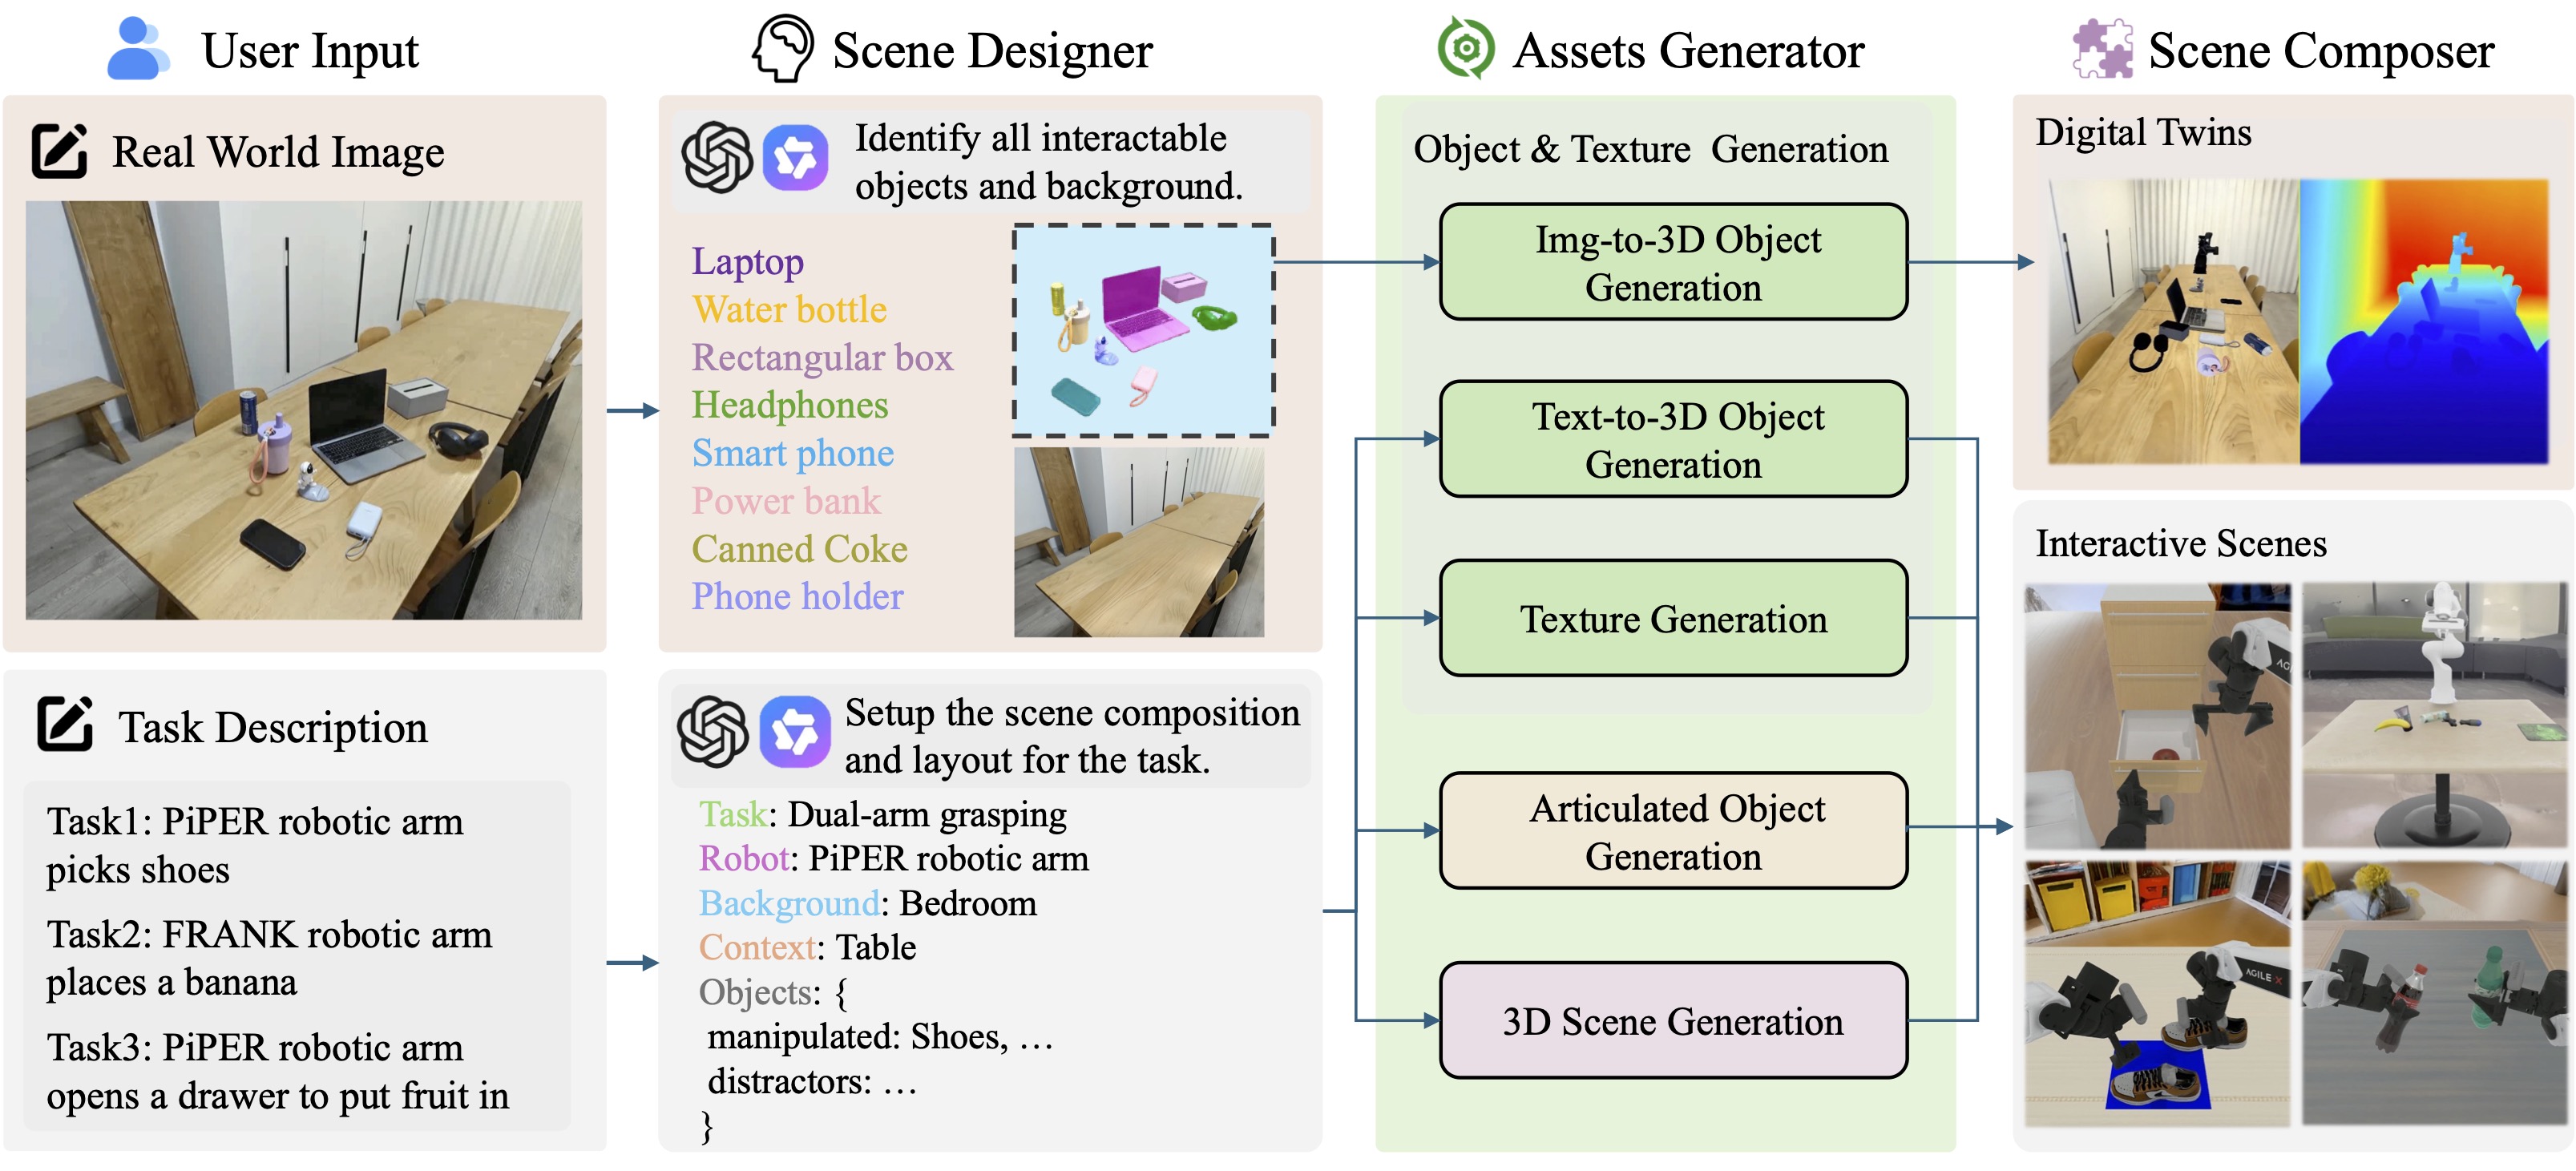 User Input
Scene Designer
Assets Generator
Scene Composer
Real World Image
Identify all interactable
objects and background.
Laptop
Water bottle
Rectangular box
Headphones
Smart phone
Power bank
Canned Coke
Phone holder
Object & Texture Generation
Img-to-3D Object
Generation
Text-to-3D Object
Generation
Texture Generation
Articulated Object
Generation
3D Scene Generation
Digital Twins
Interactive Scenes
Task Description
Task1: PiPER robotic arm
picks shoes
Task2: FRANK robotic arm
places a banana
Task3: PiPER robotic arm
opens a drawer to put fruit in
Setup the scene composition
and layout for the task.
Task: Dual-arm grasping
Robot: PiPER robotic arm
Background: Bedroom
Context: Table
Objects: {
manipulated: Shoes, …
distractors: …
}
AGILE X